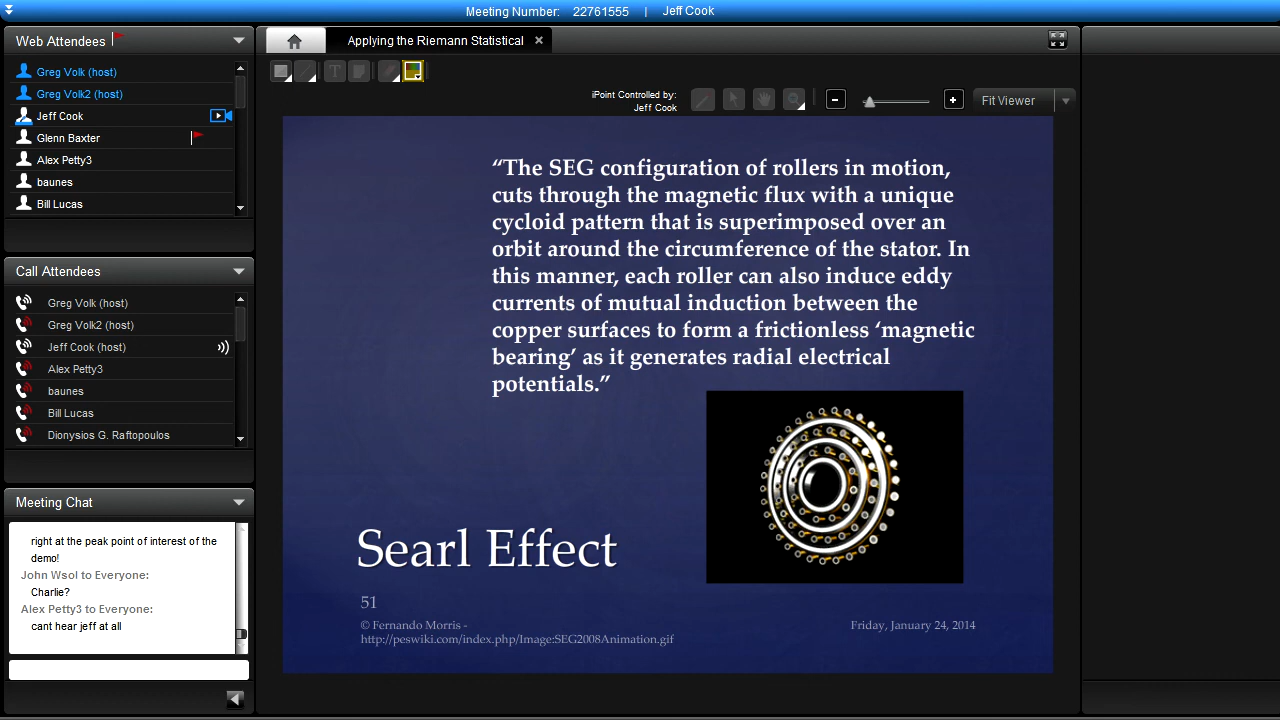 Meeting Number: 22761555 | Jeff Cook
Web Attendees
Greg Volk (host)
Greg Volk2 (host)
Jeff Cook
Glenn Baxter
Alex Petty3
baunes
Bill Lucas
Call Attendees
Greg Volk (host)
Greg Volk2 (host)
Jeff Cook (host)
Alex Petty3
baunes
Bill Lucas
Dionysios G. Raftopoulos
Meeting Chat
right at the peak point of interest of the
demo!
John Wsol to Everyone:
Charlie?
Alex Petty3 to Everyone:
cant hear jeff at all
Applying the Riemann Statistical
iPoint Controlled by:
Jeff Cook
Fit Viewer
“The SEG configuration of rollers in motion,
cuts through the magnetic flux with a unique
cycloid pattern that is superimposed over an
orbit around the circumference of the stator. In
this manner, each roller can also induce eddy
currents of mutual induction between the
copper surfaces to form a frictionless ‘magnetic
bearing’ as it generates radial electrical
potentials.”
Searl Effect
51
© Fernando Morris -
http://peswiki.com/index.php/Image:SEG2008Animation.gif
Friday, January 24, 2014